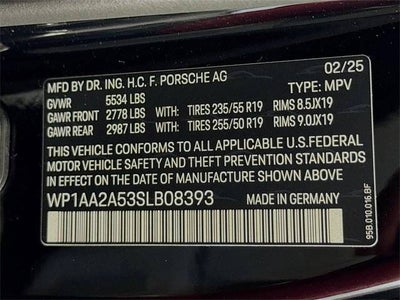 MFD. BY DR. ING. H.C. F. PORSCHE AG 02/25
GVWR 5534 LBS TYPE: MPV
GAWR FRONT 2778 LBS WITH: TIRES 235/55 R19 RIMS 8.5JX19
GAWR REAR 2987 LBS WITH: TIRES 255/50 R19 RIMS 9.0JX19
THIS VEHICLE CONFORMS TO ALL APPLICABLE U.S.FEDERAL
MOTOR VEHICLE SAFETY AND THEFT PREVENTION STANDARDS
IN EFFECT ON THE DATE OF MANUFACTURE SHOWN ABOVE.
WP1AA2A53SLB08393 MADE IN GERMANY
95B.010.016.BF